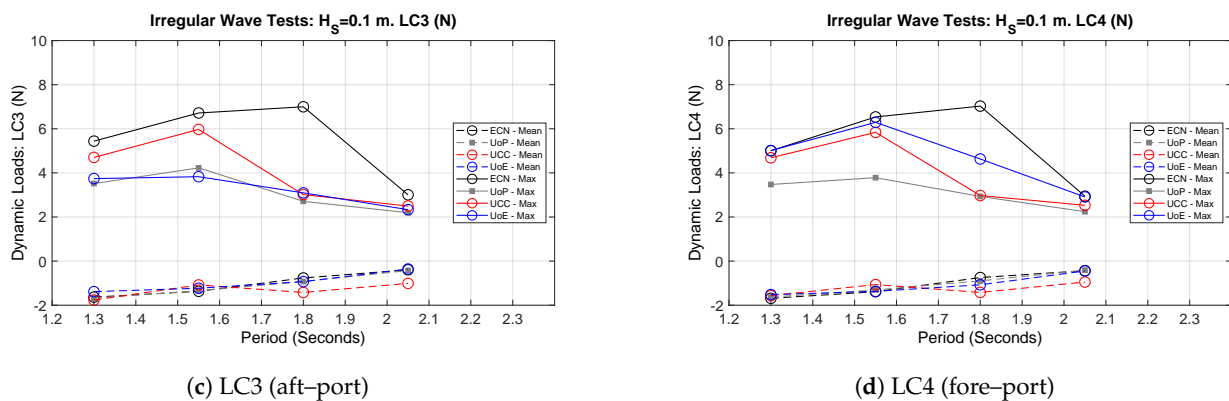 Irregular Wave Tests: H_S=0.1 m. LC3 (N)
Dynamic Loads: LC3 (N)
10
8
6
4
2
0
-2
1.2 1.3 1.4 1.5 1.6 1.7 1.8 1.9 2 2.1 2.2 2.3
Period (Seconds)
ECN - Mean
UoP - Mean
UCC - Mean
UoE - Mean
ECN - Max
UoP - Max
UCC - Max
UoE - Max
(c) LC3 (aft–port)
Irregular Wave Tests: H_S=0.1 m. LC4 (N)
Dynamic Loads: LC4 (N)
10
8
6
4
2
0
-2
1.2 1.3 1.4 1.5 1.6 1.7 1.8 1.9 2 2.1 2.2 2.3
Period (Seconds)
ECN - Mean
UoP - Mean
UCC - Mean
UoE - Mean
ECN - Max
UoP - Max
UCC - Max
UoE - Max
(d) LC4 (fore–port)